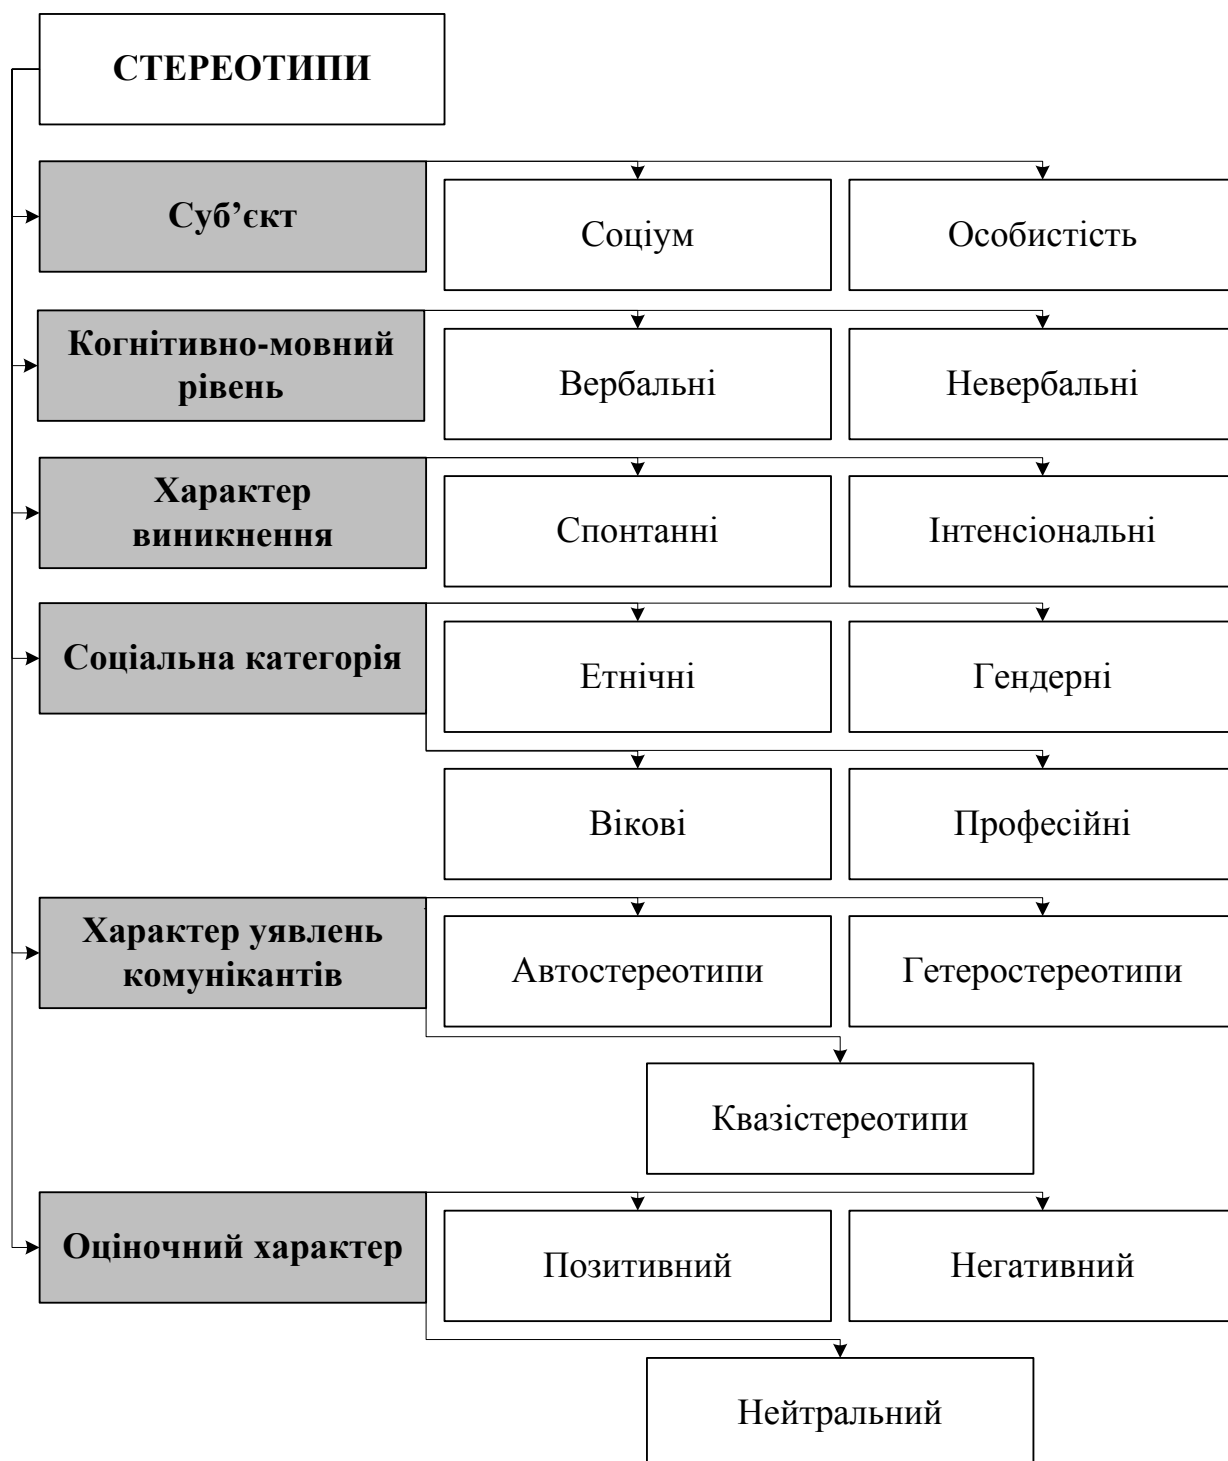 СТЕРЕОТИПИ
Суб’єкт
Соціум
Особистість
Когнітивно-мовний
рівень
Вербальні
Невербальні
Характер
виникнення
Спонтанні
Інтенсіональні
Соціальна категорія
Етнічні
Гендерні
Вікові
Професійні
Характер уявлень
комунікантів
Автостереотипи
Гетеростереотипи
Квазістереотипи
Оціночний характер
Позитивний
Негативний
Нейтральний